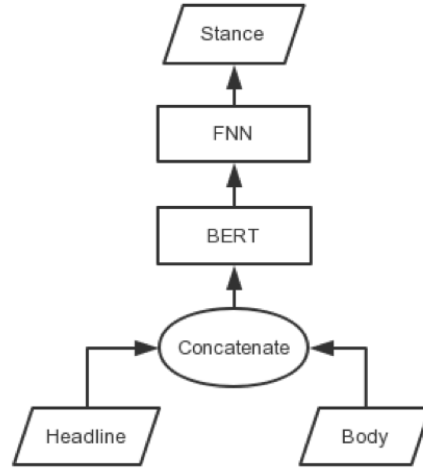 Stance
FNN
BERT
Concatenate
Headline
Body